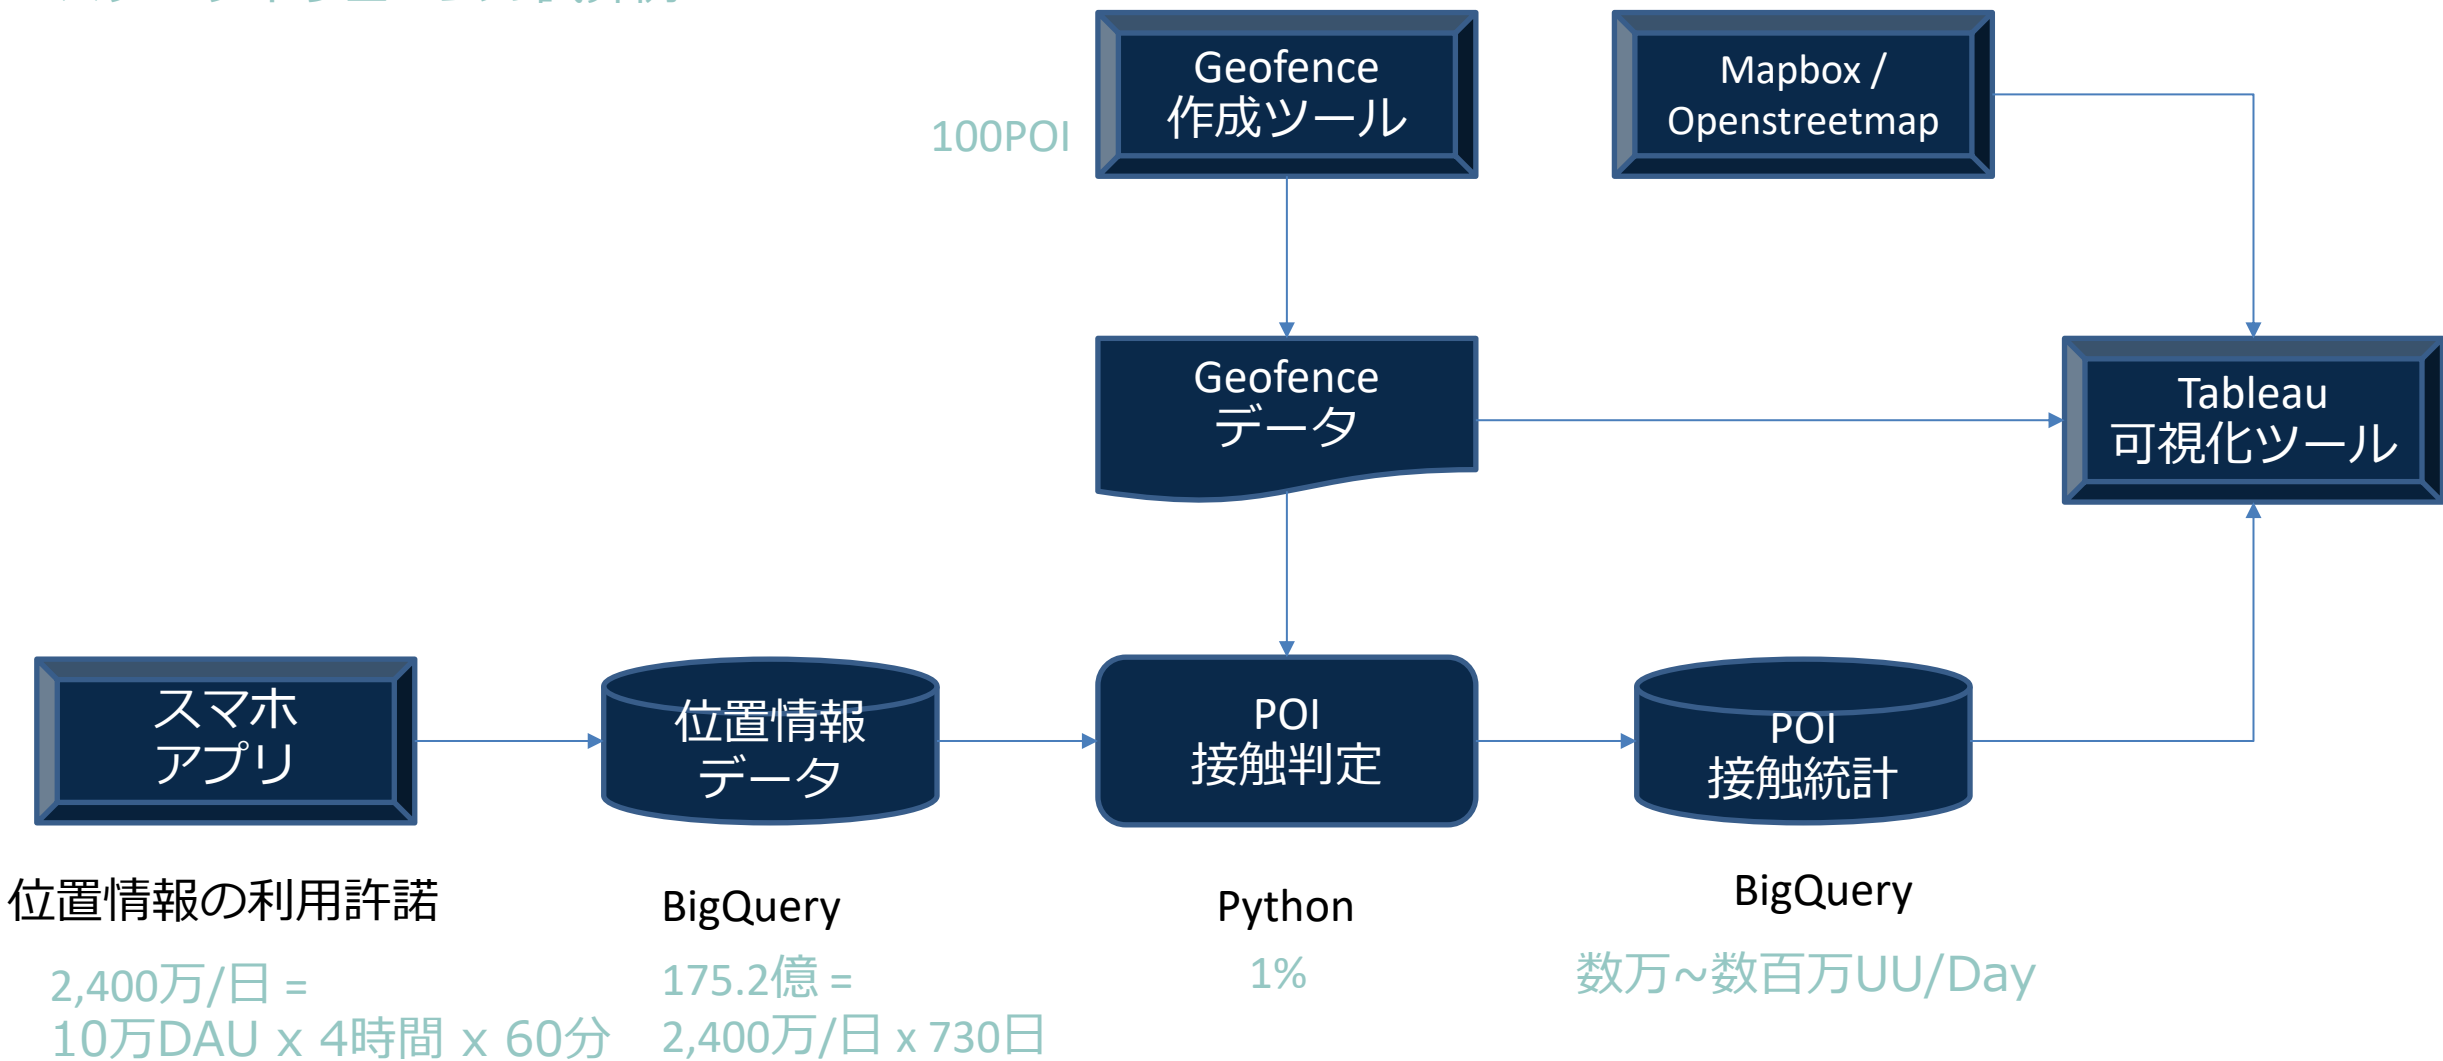 Geofence
作成ツール
Mapbox /
Openstreetmap
100POI
Geofence
データ
Tableau
可視化ツール
スマホ
アプリ
位置情報
データ
POI
接触判定
POI
接触統計
位置情報の利用許諾
BigQuery
Python
BigQuery
2,400万/日 =
10万DAU x 4時間 x 60分
175.2億 =
2,400万/日 x 730日
1%
数万~数百万UU/Day